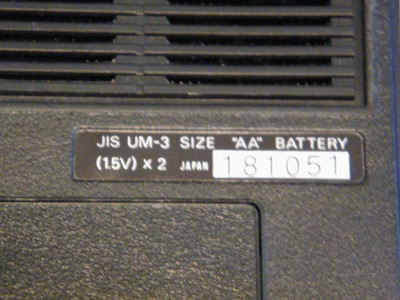 JIS UM-3 SIZE "AA" BATTERY
(1.5V) × 2 JAPAN 181051